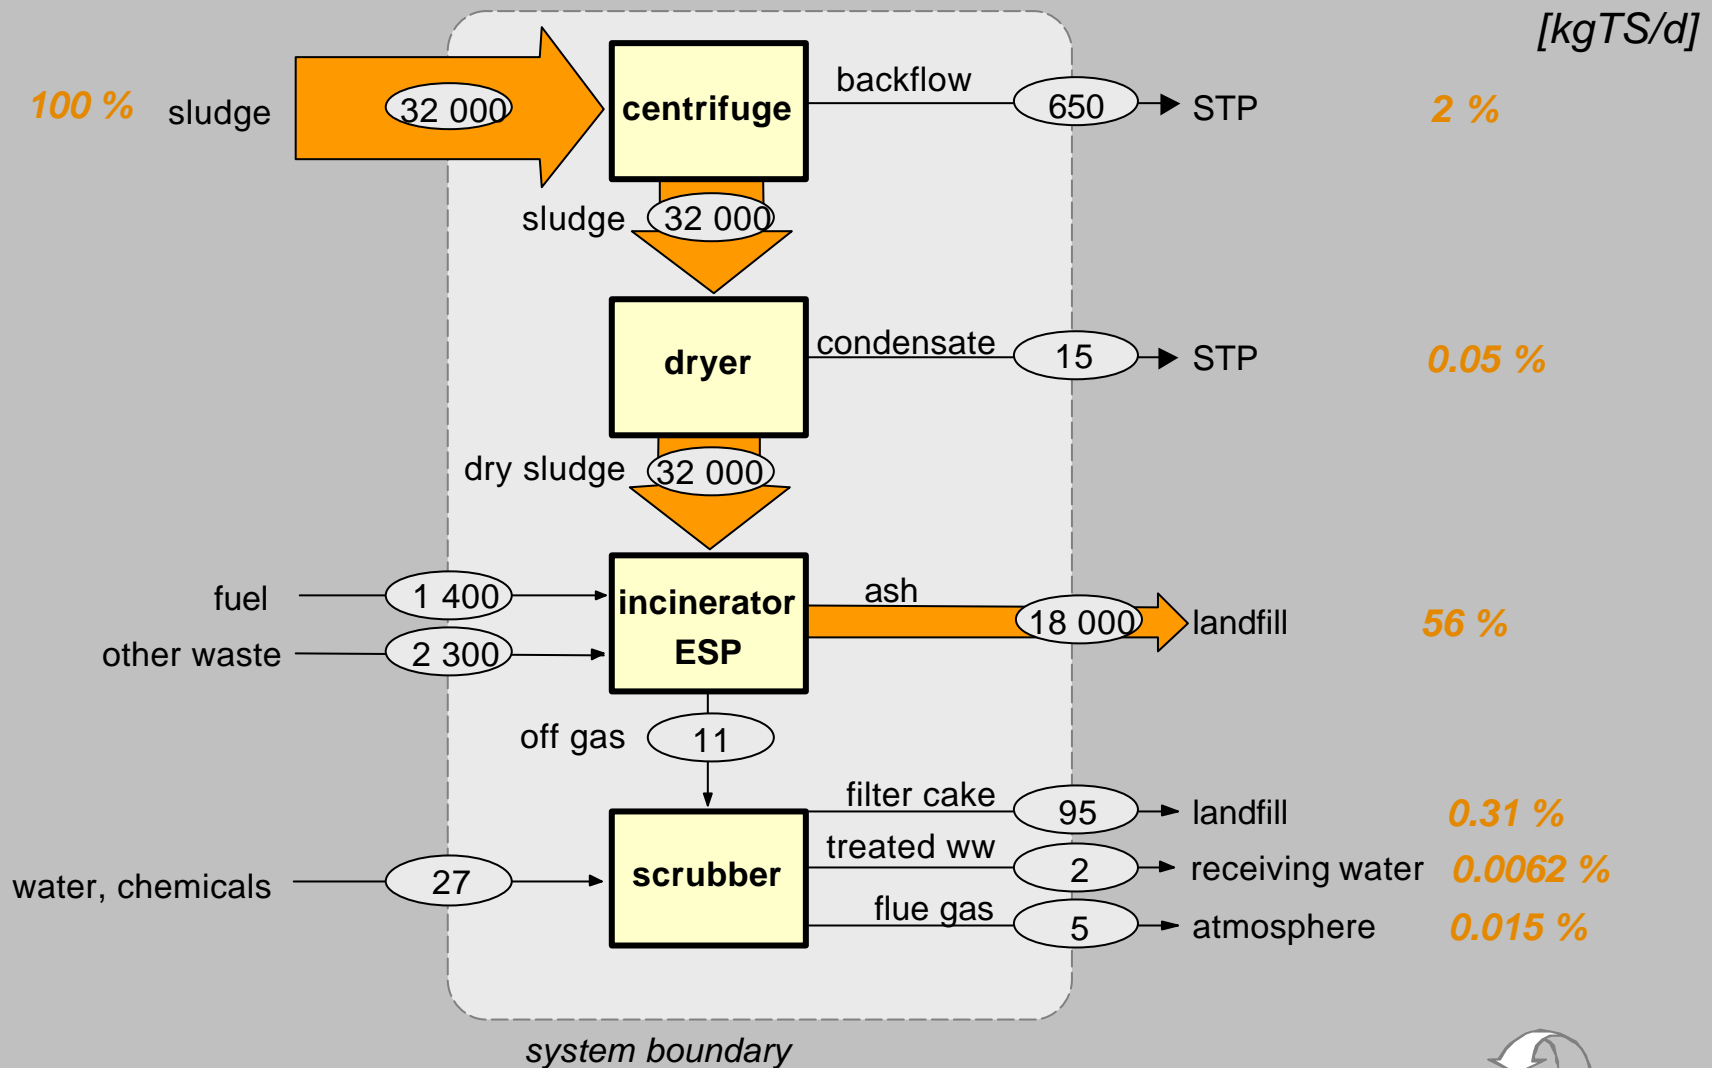 [kgTS/d]
100 % sludge 32 000 centrifuge backflow 650 STP 2 %
sludge 32 000
dryer condensate 15 STP 0.05 %
dry sludge 32 000
fuel 1 400 incinerator ash 18 000 landfill 56 %
other waste 2 300 ESP
off gas 11
filter cake 95 landfill 0.31 %
water, chemicals 27 scrubber treated ww 2 receiving water 0.0062 %
flue gas 5 atmosphere 0.015 %
system boundary